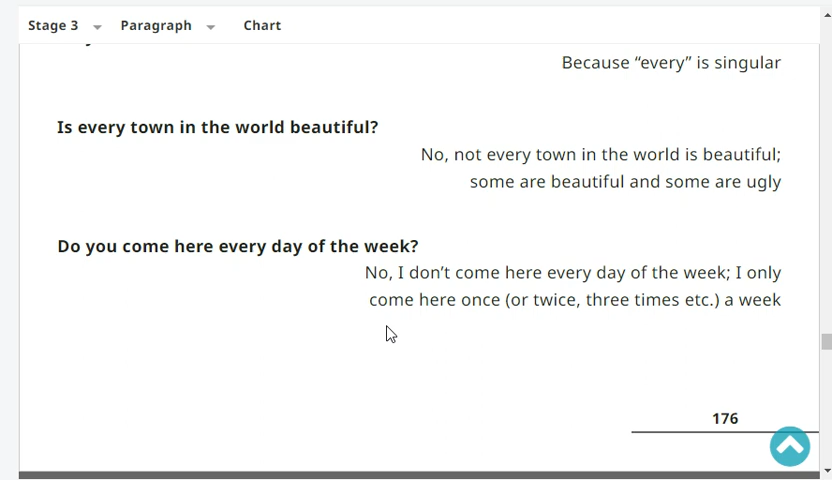 Stage 3 Paragraph Chart
Because “every” is singular
Is every town in the world beautiful?
No, not every town in the world is beautiful;
some are beautiful and some are ugly
Do you come here every day of the week?
No, I don’t come here every day of the week; I only
come here once (or twice, three times etc.) a week
176